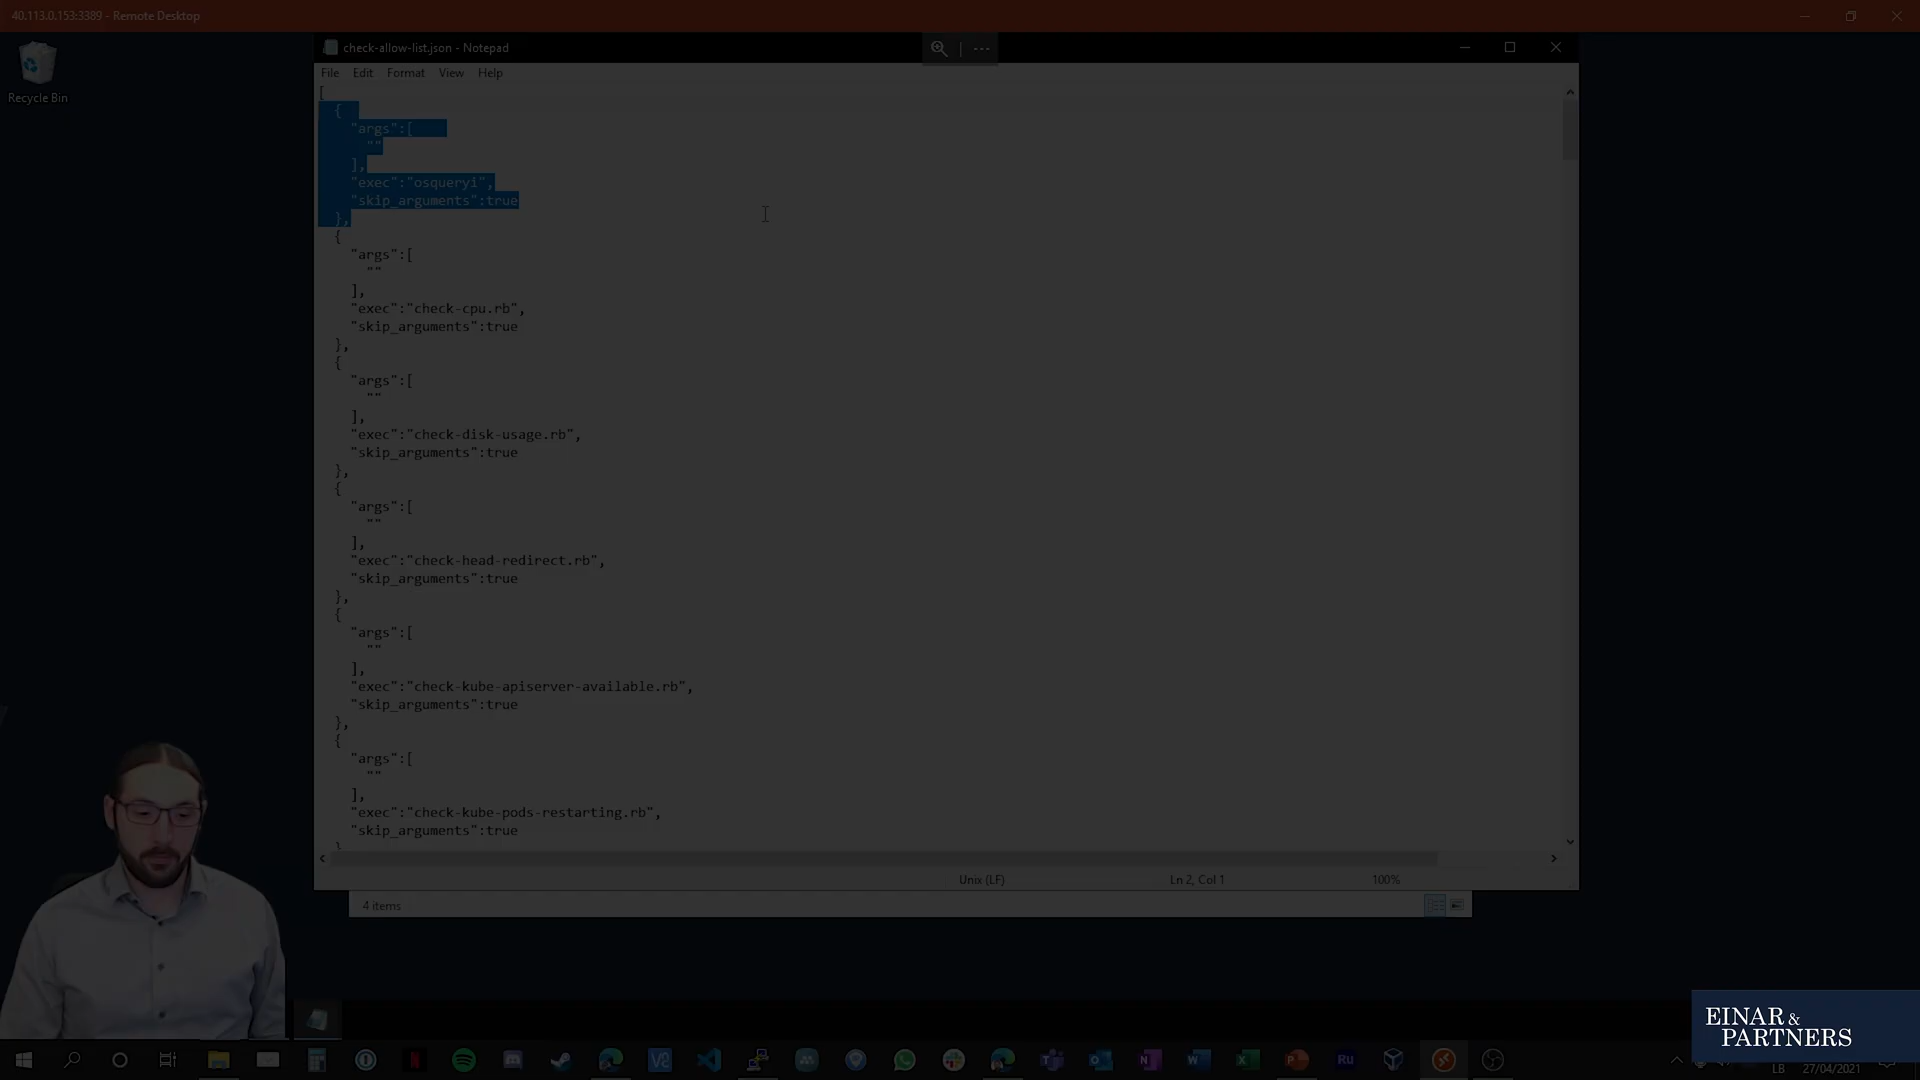 40.113.0.153:3389 - Remote Desktop
Recycle Bin
check-allow-list.json - Notepad
File Edit Format View Help
[
{
"args":[
""
],
"exec":"osqueryi",
"skip_arguments":true
},
{
"args":[
""
],
"exec":"check-cpu.rb",
"skip_arguments":true
},
{
"args":[
""
],
"exec":"check-disk-usage.rb",
"skip_arguments":true
},
{
"args":[
""
],
"exec":"check-head-redirect.rb",
"skip_arguments":true
},
{
"args":[
""
],
"exec":"check-kube-apiserver-available.rb",
"skip_arguments":true
},
{
"args":[
""
],
"exec":"check-kube-pods-restarting.rb",
"skip_arguments":true
}
Unix (LF) Ln 2, Col 1 100%
4 items
EINAR &
PARTNERS
LB 27/04/2021